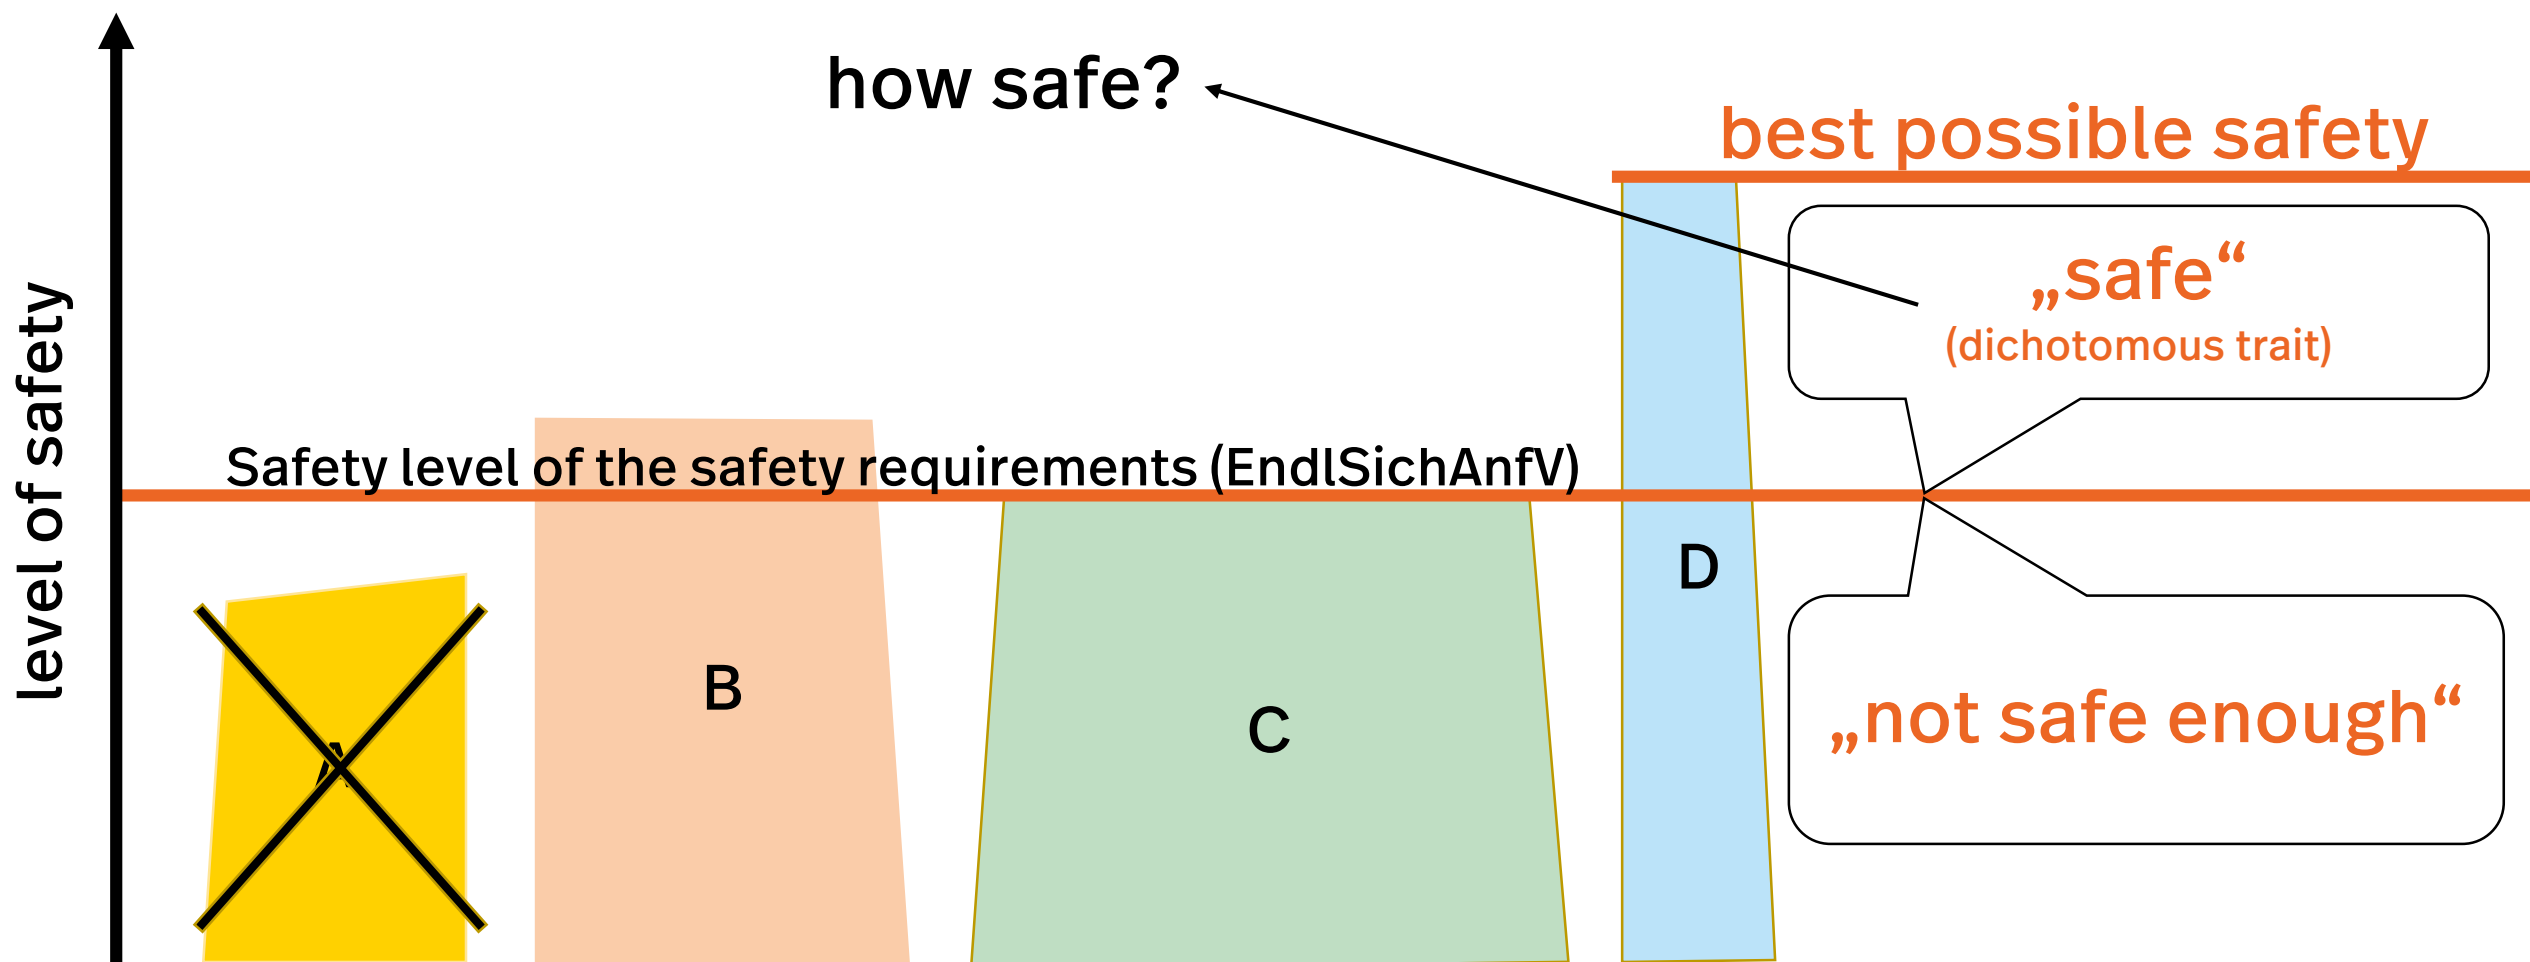 how safe?
best possible safety
„safe“
(dichotomous trait)
level of safety
Safety level of the safety requirements (EndlSichAnfV)
D
B
C
„not safe enough“